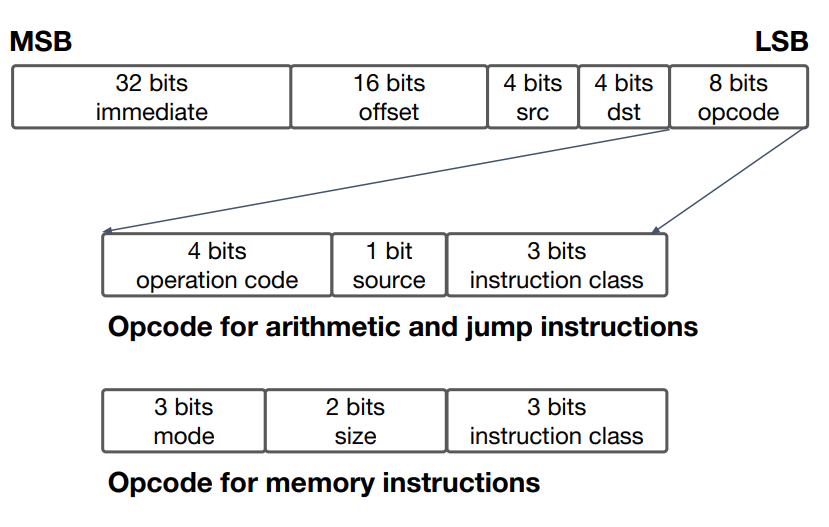 MSB LSB
32 bits 16 bits 4 bits 4 bits 8 bits
immediate offset src dst opcode
4 bits 1 bit 3 bits
operation code source instruction class
Opcode for arithmetic and jump instructions
3 bits 2 bits 3 bits
mode size instruction class
Opcode for memory instructions